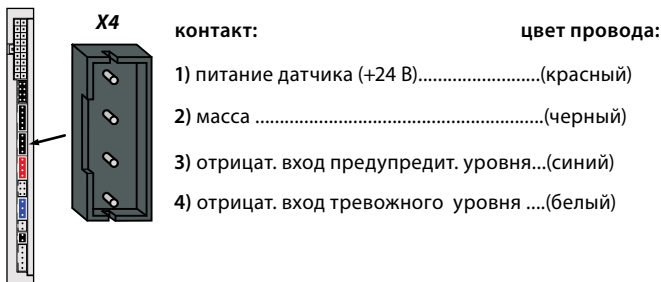 X4
контакт: цвет провода:
1) питание датчика (+24 В).........................(красный)
2) масса ............................................................(черный)
3) отрицат. вход предупредит. уровня...(синий)
4) отрицат. вход тревожного уровня ....(белый)